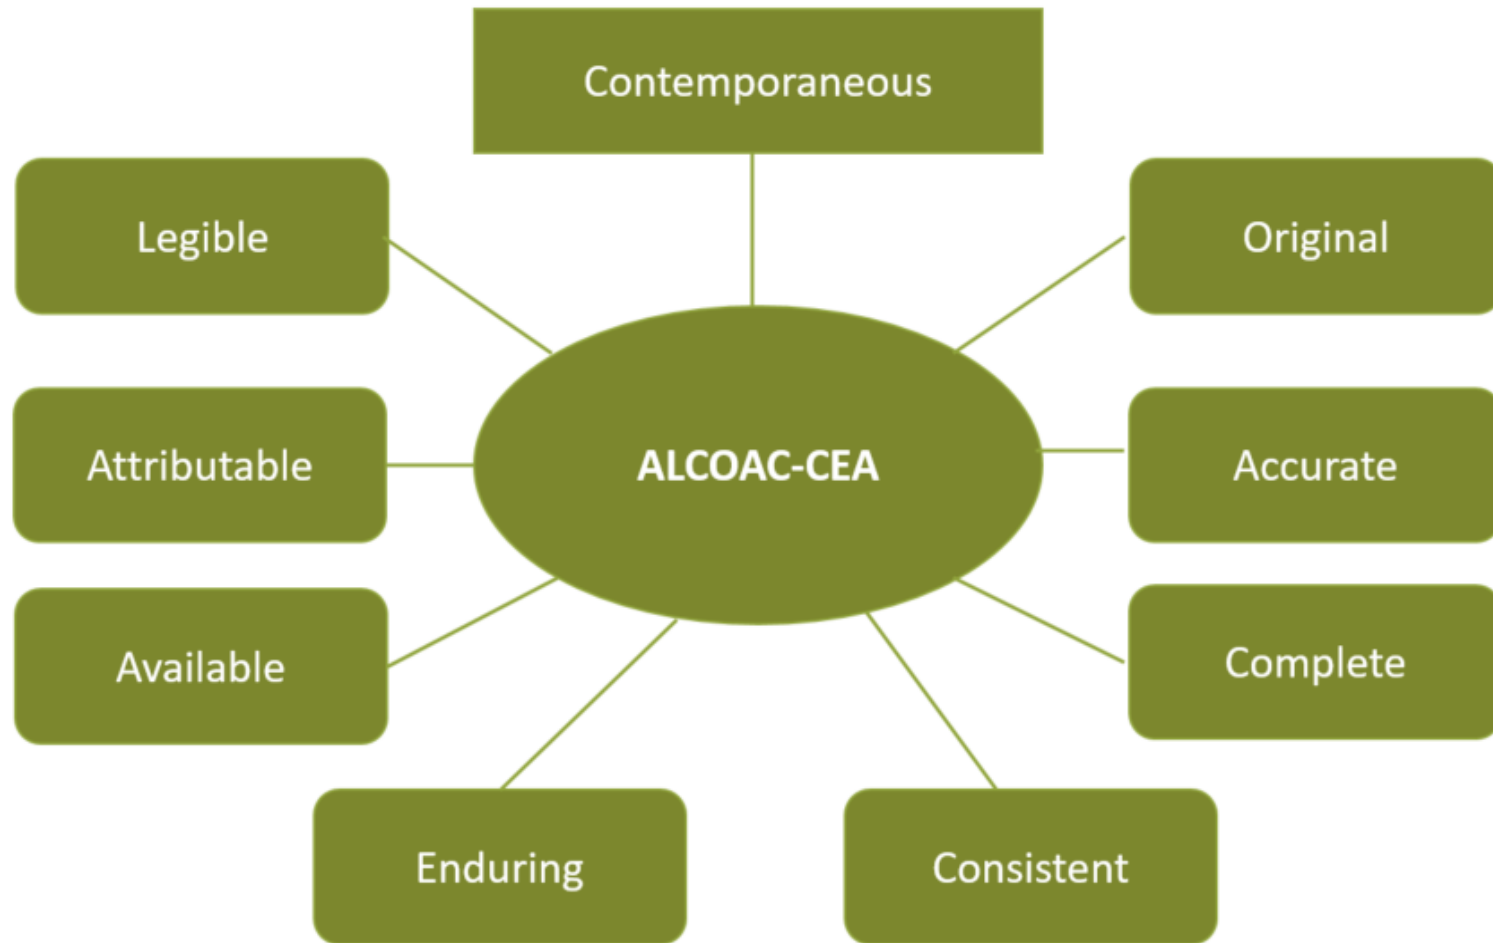 Contemporaneous
Legible
Original
Attributable
ALCOAC-CEA
Accurate
Available
Complete
Enduring
Consistent